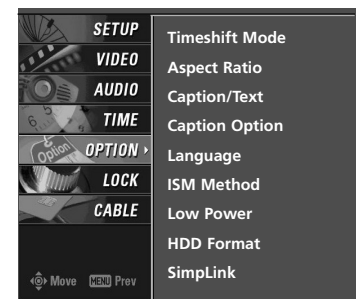 SETUP
VIDEO
AUDIO
TIME
OPTION
LOCK
CABLE
Move MENU Prev
Timeshift Mode
Aspect Ratio
Caption/Text
Caption Option
Language
ISM Method
Low Power
HDD Format
SimpLink